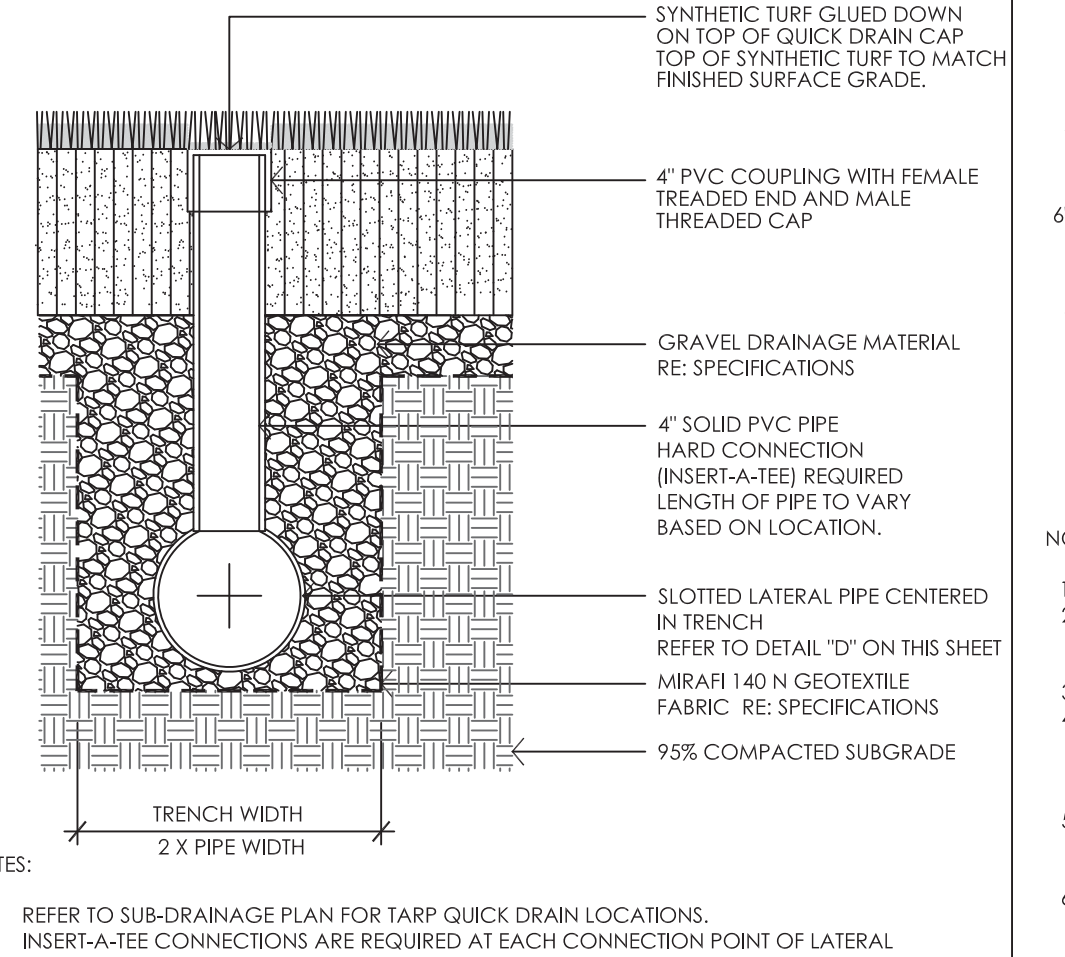 SYNTHETIC TURF GLUED DOWN
ON TOP OF QUICK DRAIN CAP
TOP OF SYNTHETIC TURF TO MATCH
FINISHED SURFACE GRADE.
4" PVC COUPLING WITH FEMALE
TREADED END AND MALE
THREADED CAP
GRAVEL DRAINAGE MATERIAL
RE: SPECIFICATIONS
4" SOLID PVC PIPE
HARD CONNECTION
(INSERT-A-TEE) REQUIRED
LENGTH OF PIPE TO VARY
BASED ON LOCATION.
SLOTTED LATERAL PIPE CENTERED
IN TRENCH
REFER TO DETAIL "D" ON THIS SHEET
MIRAFI 140 N GEOTEXTILE
FABRIC RE: SPECIFICATIONS
95% COMPACTED SUBGRADE
TRENCH WIDTH
2 X PIPE WIDTH
TES:
REFER TO SUB-DRAINAGE PLAN FOR TARP QUICK DRAIN LOCATIONS.
INSERT-A-TEE CONNECTIONS ARE REQUIRED AT EACH CONNECTION POINT OF LATERAL